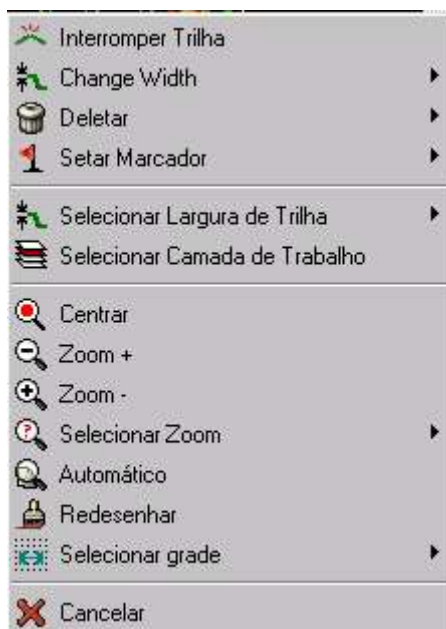 Interromper Trilha
Change Width
Deletar
Setar Marcador
Selecionar Largura de Trilha
Selecionar Camada de Trabalho
Centrar
Zoom +
Zoom -
Selecionar Zoom
Automático
Redesenhar
Selecionar grade
Cancelar